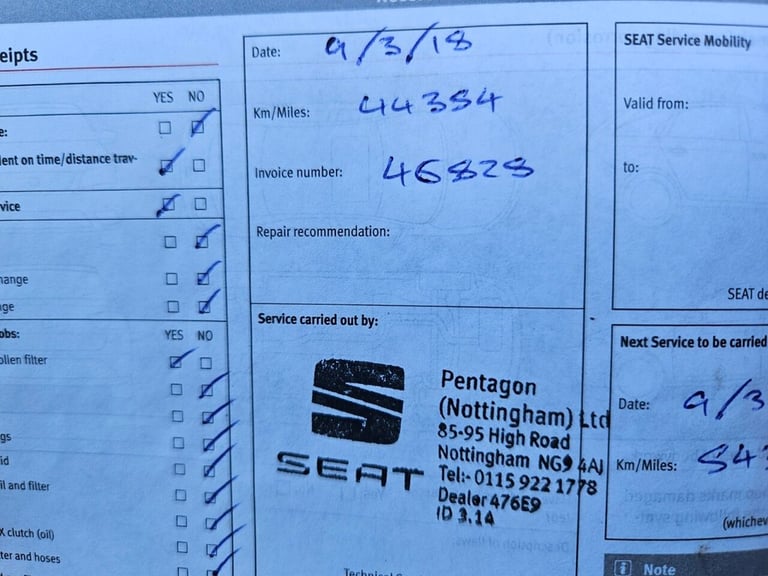 eipts
YES NO
e:
ent on time/distance trav-
vice
hange
ge
obs:
YES NO
ollen filter
gs
id
il and filter
X clutch (oil)
ter and hoses
Date: 9/3/18
Km/Miles: 44384
Invoice number: 46828
Repair recommendation:
Service carried out by:
SEAT
Pentagon
(Nottingham) Ltd
85-95 High Road
Nottingham NG9 4AJ
Tel:- 0115 922 1778
Dealer 476E9
ID 3.14
SEAT Service Mobility
Valid from:
to:
SEAT de
Next Service to be carried
Date: 9/3
Km/Miles: 543
(whichev
i Note